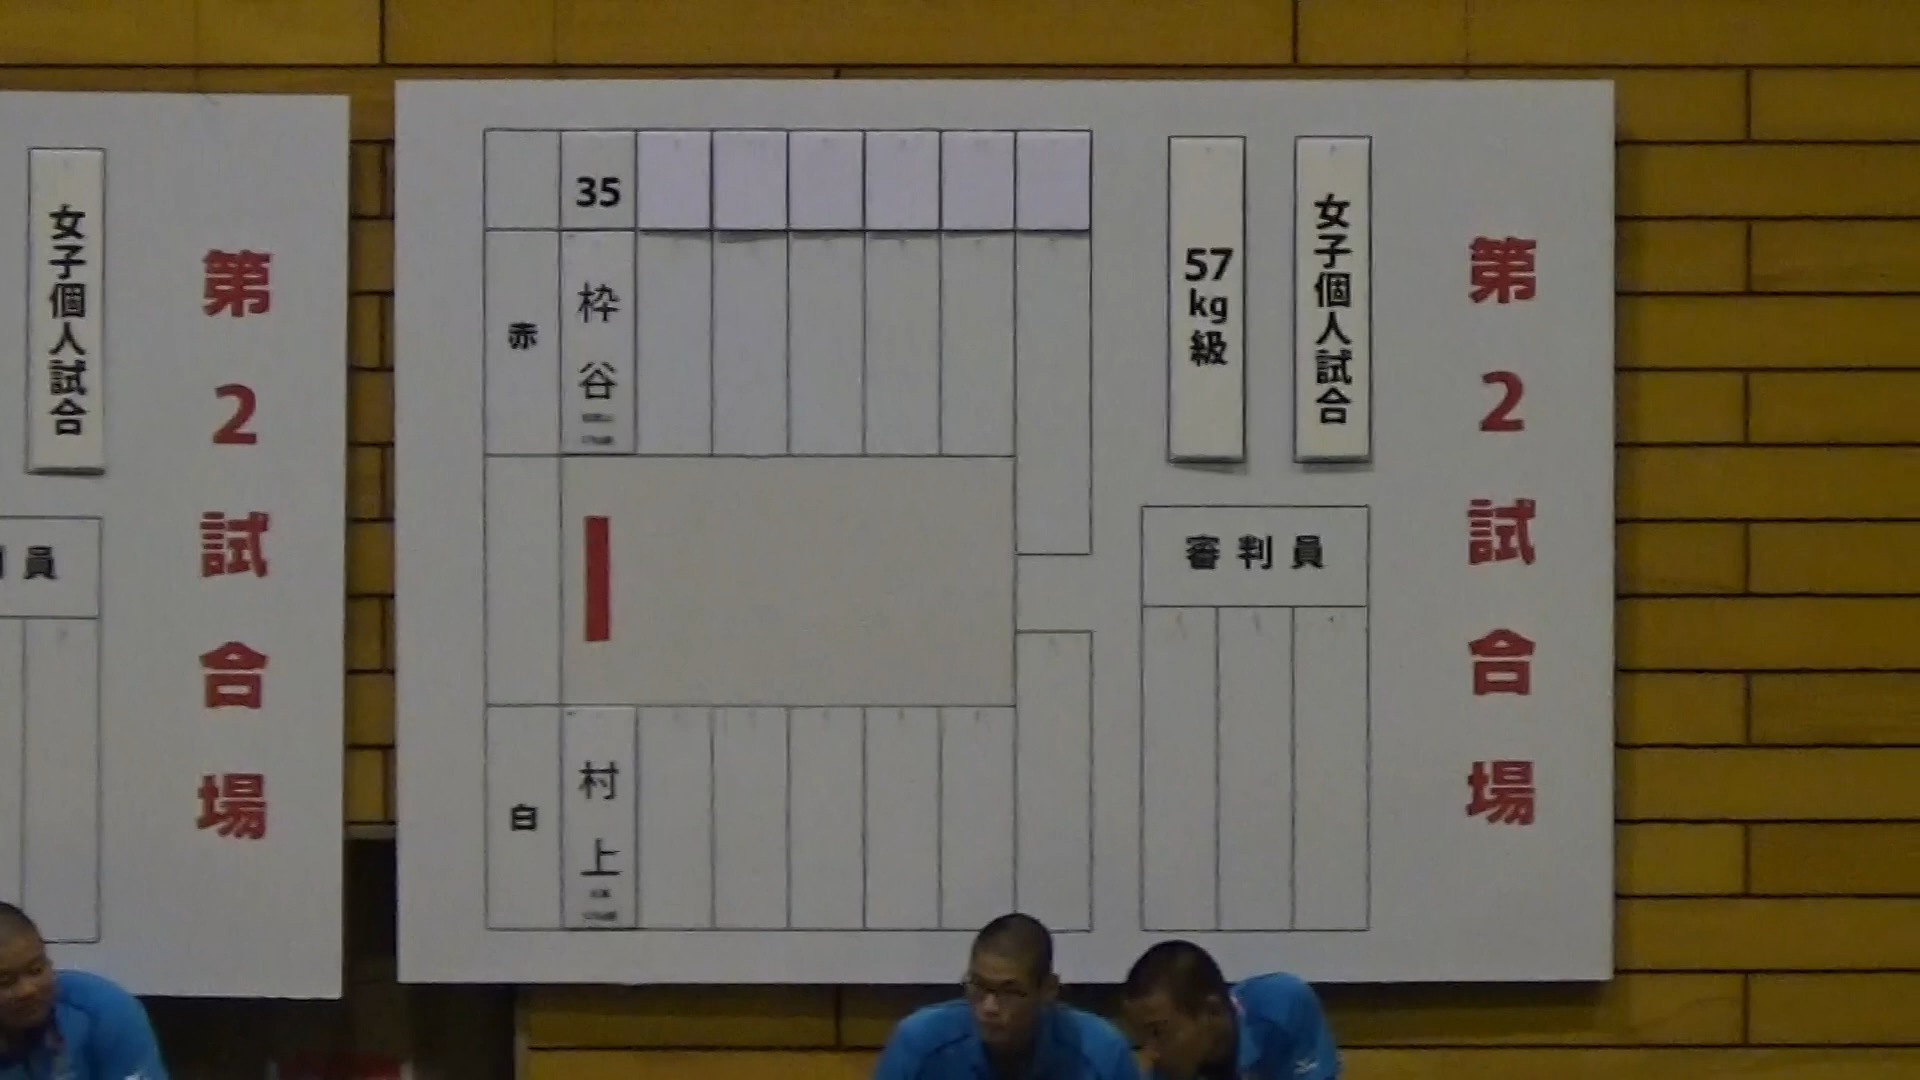 第2試合場
女子個人試合
57kg級
審判員
35
赤
枠谷
白
村上
第2試合場
女子個人試合
員